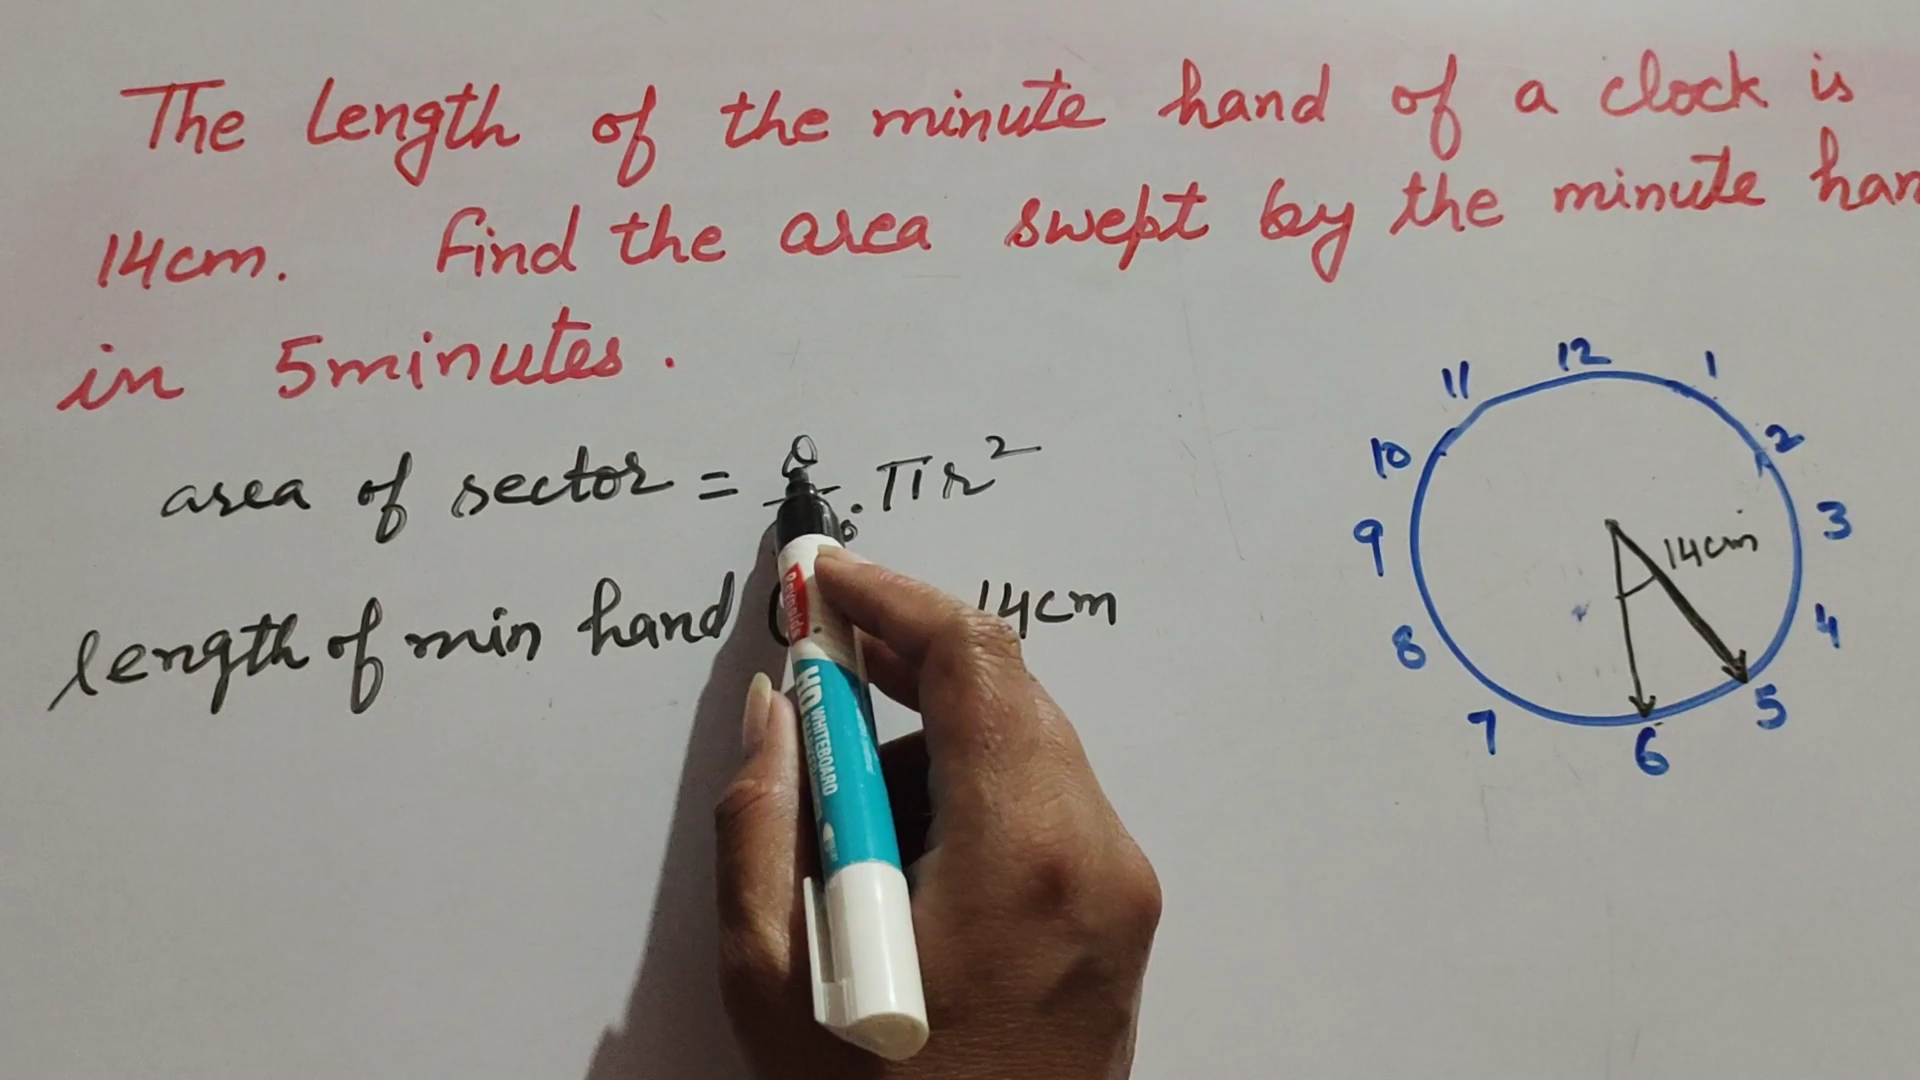 The length of the minute hand of a clock is
14cm. Find the area swept by the minute han
in 5minutes.
area of sector = θ . πr²
length of min hand 14cm
12
1
2
3
4
5
6
7
8
9
10
11
14cm
Reynolds
WHITEBOARD